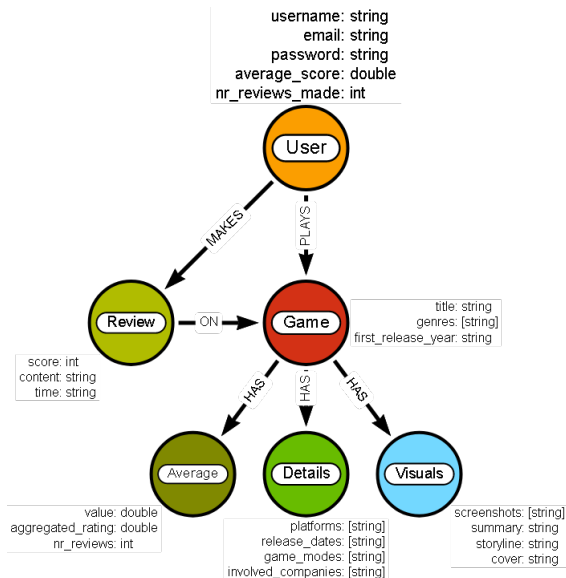 username: string
email: string
password: string
average_score: double
nr_reviews_made: int
User
MAKES
PLAYS
Review
ON
Game
title: string
genres: [string]
first_release_year: string
score: int
content: string
time: string
HAS
HAS
HAS
Average
Details
Visuals
value: double
aggregated_rating: double
nr_reviews: int
platforms: [string]
release_dates: [string]
game_modes: [string]
involved_companies: [string]
screenshots: [string]
summary: string
storyline: string
cover: string